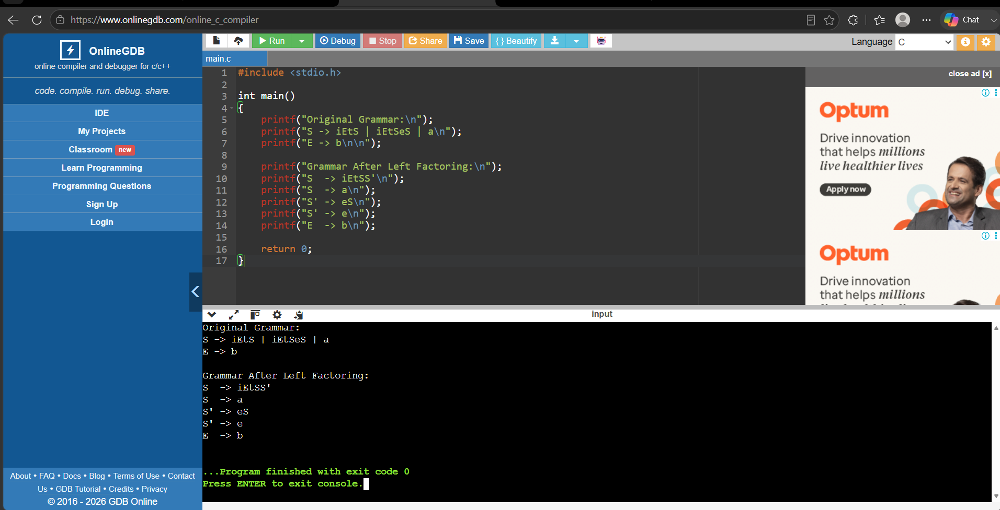 https://www.onlinegdb.com/online_c_compiler
Chat
OnlineGDB
online compiler and debugger for c/c++
code. compile. run. debug. share.
IDE
My Projects
Classroom new
Learn Programming
Programming Questions
Sign Up
Login
About • FAQ • Docs • Blog • Terms of Use • Contact
Us • GDB Tutorial • Credits • Privacy
© 2016 - 2026 GDB Online
Run Debug Stop Share Save { } Beautify
Language C
main.c
1 #include <stdio.h>
2
3 int main()
4 {
5     printf("Original Grammar:\n");
6     printf("S -> iEtS | iEtSeS | a\n");
7     printf("E -> b\n\n");
8
9     printf("Grammar After Left Factoring:\n");
10     printf("S  -> iEtSS'\n");
11     printf("S  -> a\n");
12     printf("S' -> eS\n");
13     printf("S' -> e\n");
14     printf("E  -> b\n");
15
16     return 0;
17 }
close ad [x]
Optum
Drive innovation
that helps millions
live healthier lives
Apply now
Optum
Drive innovation
that helps millions
input
Original Grammar:
S -> iEtS | iEtSeS | a
E -> b
Grammar After Left Factoring:
S  -> iEtSS'
S  -> a
S' -> eS
S' -> e
E  -> b
...Program finished with exit code 0
Press ENTER to exit console.